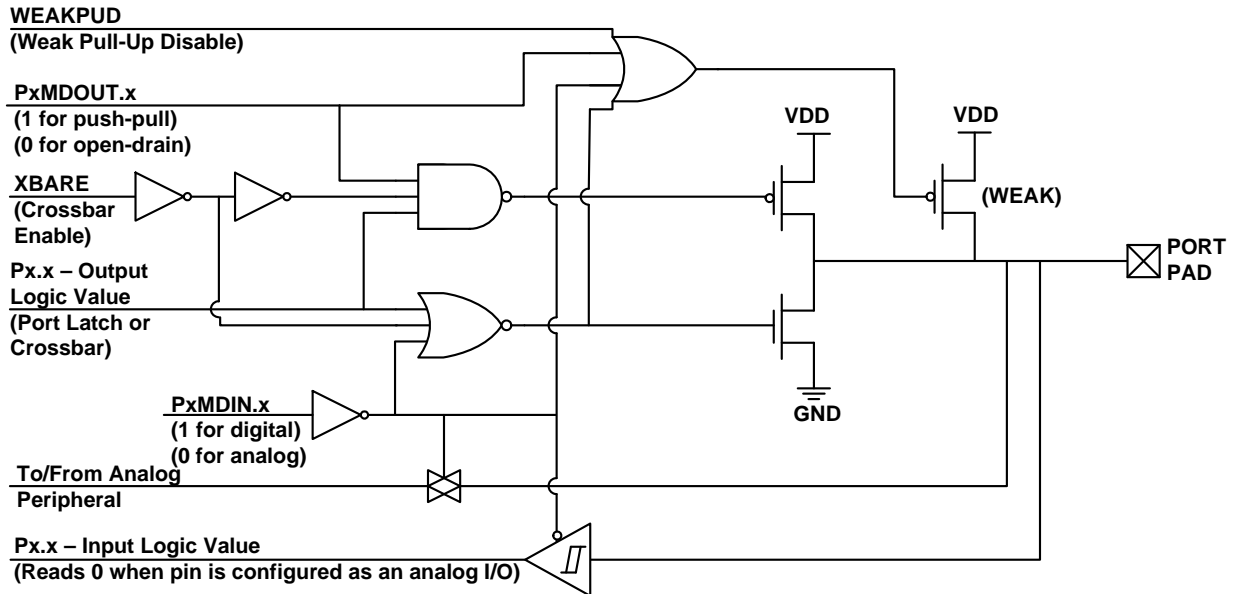 WEAKPUD
(Weak Pull-Up Disable)
PxMDOUT.x
(1 for push-pull)
(0 for open-drain)
XBARE
(Crossbar
Enable)
Px.x – Output
Logic Value
(Port Latch or
Crossbar)
PxMDIN.x
(1 for digital)
(0 for analog)
To/From Analog
Peripheral
Px.x – Input Logic Value
(Reads 0 when pin is configured as an analog I/O)
VDD
VDD
(WEAK)
PORT
PAD
GND